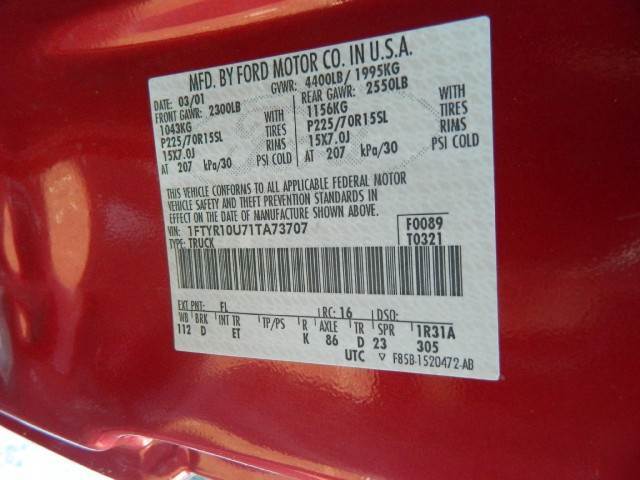 MFD. BY FORD MOTOR CO. IN U.S.A.
DATE: 03/01 GVWR: 4400LB/ 1995KG
FRONT GAWR: 2300LB REAR GAWR: 2550LB
1043KG WITH 1156KG WITH
P225/70R15SL TIRES P225/70R15SL TIRES
15X7.0J RIMS 15X7.0J RIMS
AT 207 kPa/30 PSI COLD AT 207 kPa/30 PSI COLD
THIS VEHICLE CONFORMS TO ALL APPLICABLE FEDERAL MOTOR
VEHICLE SAFETY AND THEFT PREVENTION STANDARDS IN
EFFECT ON THE DATE OF MANUFACTURE SHOWN ABOVE.
VIN: 1FTYR10U71TA73707 F0089
TYPE: TRUCK T0321
EXT PNT: FL RC: 16 DSO:
WB BRK INT TR TP/PS R AXLE TR SPR 1R31A
112 D ET K 86 D 23 305
UTC ▽ F85B-1520472-AB